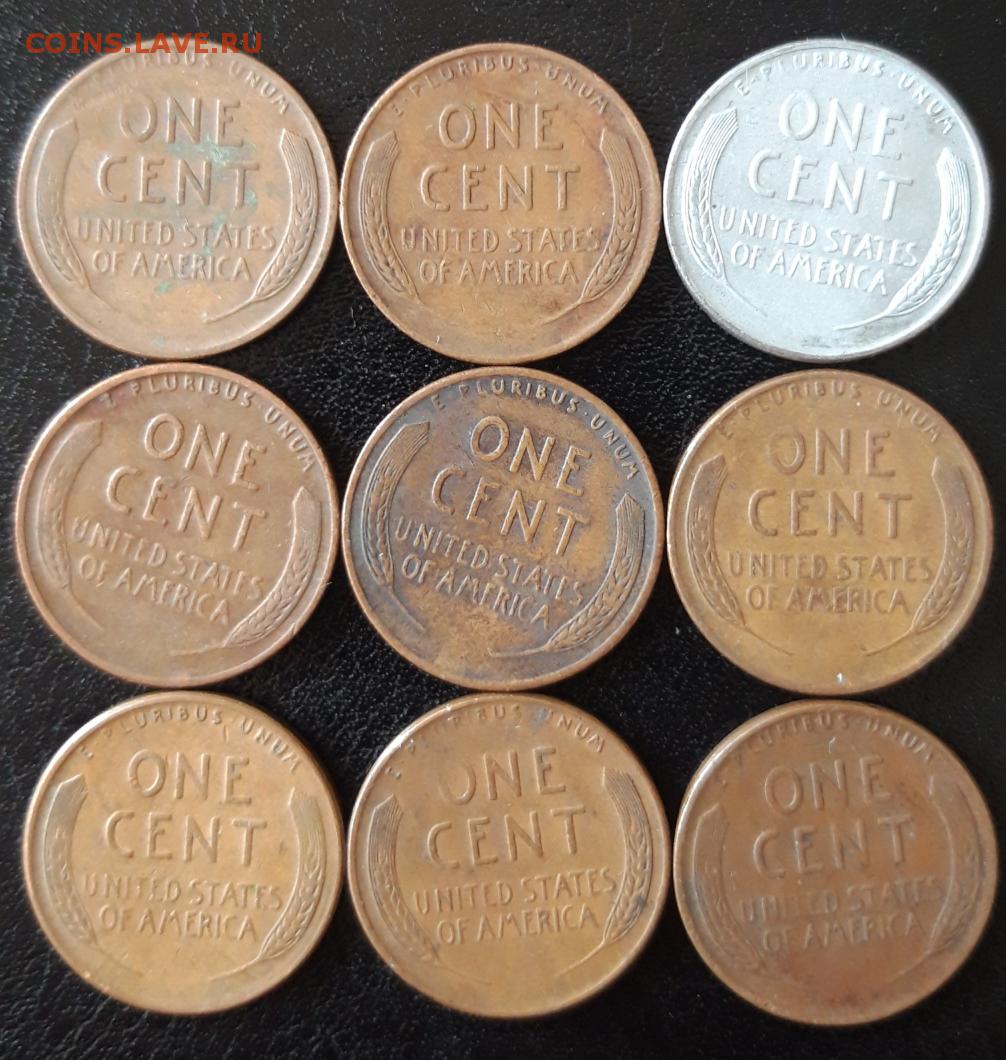 COINS.LAVE.RU
E·PLURIBUS·UNUM
ONE
CENT
UNITED STATES
OF AMERICA
E·PLURIBUS·UNUM
ONE
CENT
UNITED STATES
OF AMERICA
E·PLURIBUS·UNUM
ONE
CENT
UNITED STATES
OF AMERICA
PLURIBUS UNUM
ONE
CENT
UNITED STATES
OF AMERICA
E PLURIBUS·UNUM
ONE
CENT
UNITED STATES
OF AMERICA
E·PLURIBUS UNUM
ONE
CENT
UNITED STATES
OF AMERICA
E·PLURIBUS·UNUM
ONE
CENT
UNITED STATES
OF AMERICA
E UNUM
ONE
CENT
UNITED STATES
OF AMERICA
PLURIBUS·UNUM
ONE
CENT
UNITED STATES
OF AMERICA